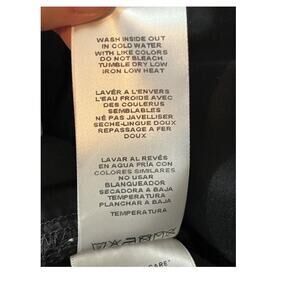 WASH INSIDE OUT
IN COLD WATER
WITH LIKE COLORS
DO NOT BLEACH
TUMBLE DRY LOW
IRON LOW HEAT
LAVÉR A L'ENVERS
L'EAU FROIDE AVEC
DES COULERUS
SEMBLABLES
NÉ PAS JAVELLISER
SECHE-LINGUE DOUX
REPASSAGE A FER
DOUX
LAVAR AL REVÉS
EN AGUA FRÍA CON
COLORES SIMILARES
NO USAR
BLANQUEADOR
SECADORA A BAJA
TEMPERATURA
PLANCHAR A BAJA
TEMPERATURA
CARE